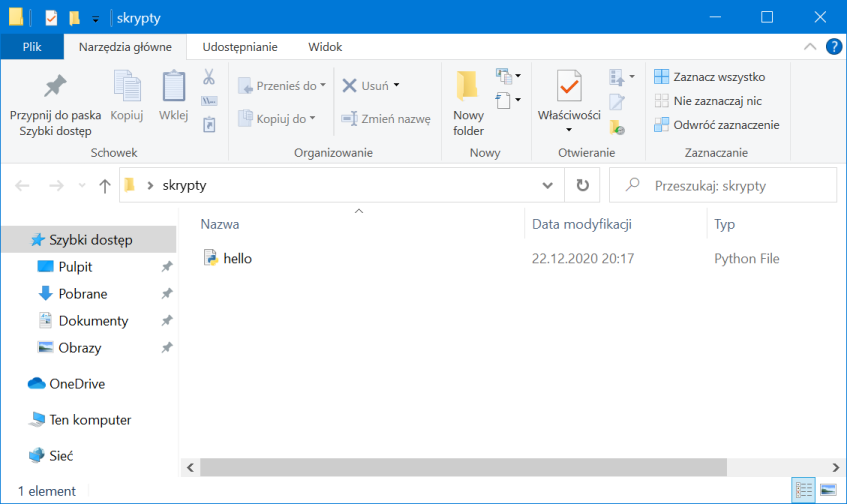 skrypty
Plik Narzędzia główne Udostępnianie Widok
Przypnij do paska Szybki dostęp
Kopiuj
Wklej
Schowek
Przenieś do
Kopiuj do
Usuń
Zmień nazwę
Organizowanie
Nowy folder
Nowy
Właściwości
Otwieranie
Zaznacz wszystko
Nie zaznaczaj nic
Odwróć zaznaczenie
Zaznaczanie
skrypty
Przeszukaj: skrypty
Szybki dostęp
Pulpit
Pobrane
Dokumenty
Obrazy
OneDrive
Ten komputer
Sieć
Nazwa Data modyfikacji Typ
hello 22.12.2020 20:17 Python File
1 element